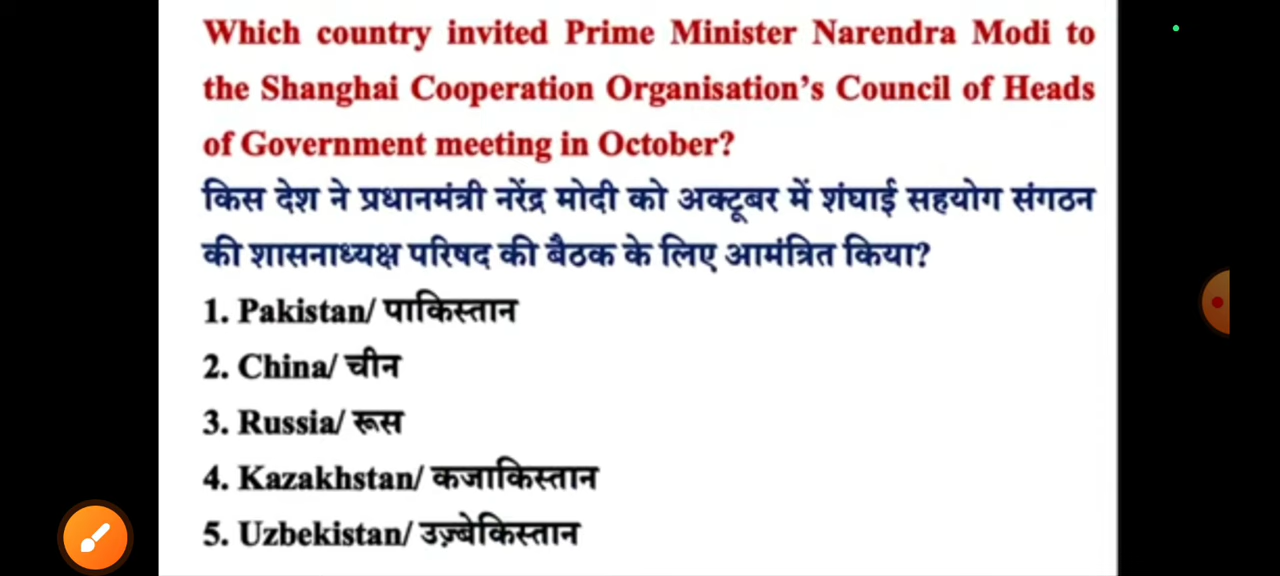 Which country invited Prime Minister Narendra Modi to
the Shanghai Cooperation Organisation’s Council of Heads
of Government meeting in October?
किस देश ने प्रधानमंत्री नरेंद्र मोदी को अक्टूबर में शंघाई सहयोग संगठन
की शासनाध्यक्ष परिषद की बैठक के लिए आमंत्रित किया?
1. Pakistan/ पाकिस्तान
2. China/ चीन
3. Russia/ रूस
4. Kazakhstan/ कजाकिस्तान
5. Uzbekistan/ उज़्बेकिस्तान